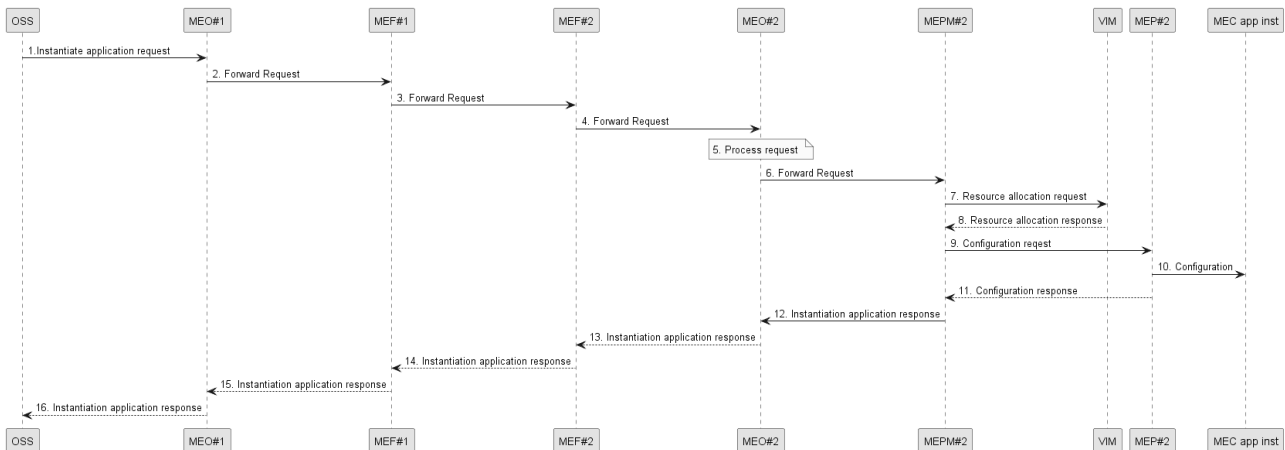 OSS MEO#1 MEF#1 MEF#2 MEO#2 MEPM#2 VIM MEP#2 MEC app inst
1.Instantiate application request
2. Forward Request
3. Forward Request
4. Forward Request
5. Process request
6. Forward Request
7. Resource allocation request
8. Resource allocation response
9. Configuration reqest
10. Configuration
11. Configuration response
12. Instantiation application response
13. Instantiation application response
14. Instantiation application response
15. Instantiation application response
16. Instantiation application response
OSS MEO#1 MEF#1 MEF#2 MEO#2 MEPM#2 VIM MEP#2 MEC app inst